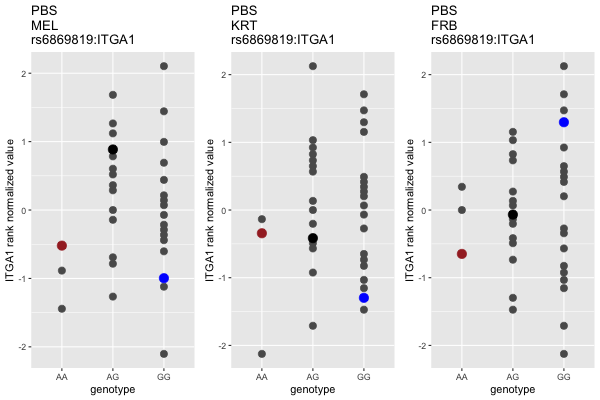 PBS
MEL
rs6869819:ITGA1
ITGA1 rank normalized value
2
1
0
-1
-2
AA
AG
GG
genotype
PBS
KRT
rs6869819:ITGA1
ITGA1 rank normalized value
2
1
0
-1
-2
AA
AG
GG
genotype
PBS
FRB
rs6869819:ITGA1
ITGA1 rank normalized value
2
1
0
-1
-2
AA
AG
GG
genotype